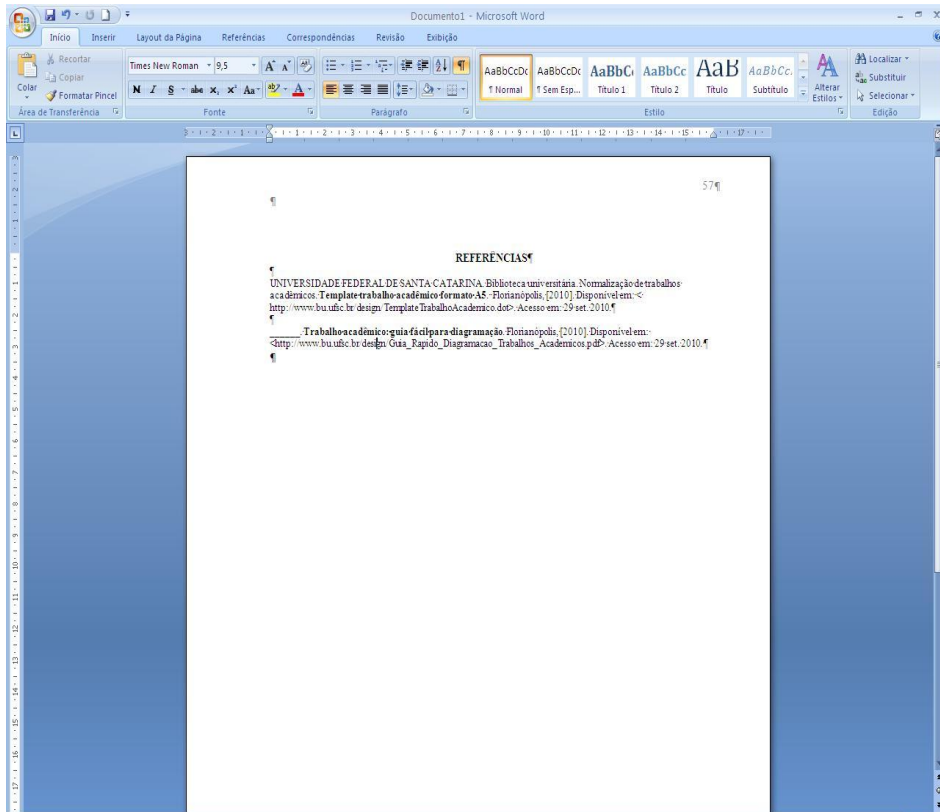 Documento1 - Microsoft Word
Início Inserir Layout da Página Referências Correspondências Revisão Exibição
Colar
Recortar
Copiar
Formatar Pincel
Área de Transferência
Times New Roman 9,5
N I S abe x, x² Aa A
Fonte
Parágrafo
AaBbCcDc AaBbCcDc AaBbC AaBbCc AaB AaBbCc.
¶ Normal ¶ Sem Esp... Título 1 Título 2 Título Subtítulo
Alterar Estilos
Estilo
Localizar
Substituir
Selecionar
Edição
57¶
¶
REFERÊNCIAS¶
¶
UNIVERSIDADE FEDERAL DE SANTA CATARINA. Biblioteca universitária. Normalização de trabalhos
acadêmicos. Template trabalho acadêmico formato A5. Florianópolis, [2010]. Disponível em: <
http://www.bu.ufsc.br/design/TemplateTrabalhoAcademico.dot>. Acesso em: 29 set. 2010.¶
¶
______. Trabalho acadêmico: guia fácil para diagramação. Florianópolis, [2010]. Disponível em:
<http://www.bu.ufsc.br/design/Guia_Rapido_Diagramacao_Trabalhos_Academicos.pdf>. Acesso em: 29 set. 2010.¶
¶